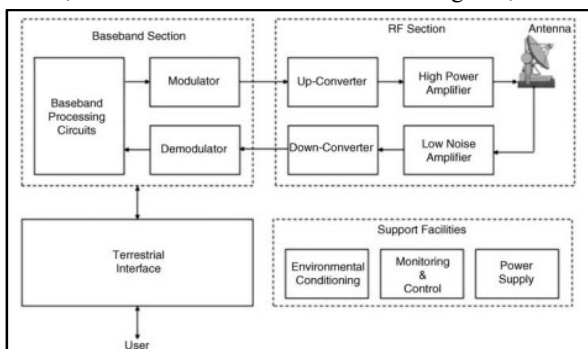 Baseband Section
RF Section
Antenna
Baseband
Processing
Circuits
Modulator
Up-Converter
High Power
Amplifier
Demodulator
Down-Converter
Low Noise
Amplifier
Terrestrial
Interface
Support Facilities
Environmental
Conditioning
Monitoring
&
Control
Power
Supply
User